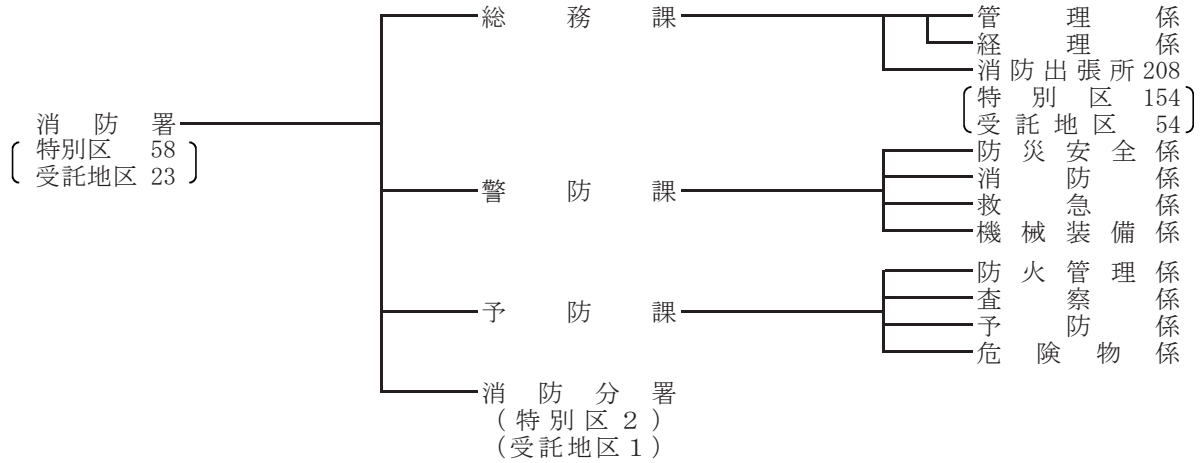 消防署
特別区 58
受託地区 23
総務課
管理係
経理係
消防出張所 208
特別区 154
受託地区 54
警防課
防災安全係
消防係
救急係
機械装備係
予防課
防火管理係
査察係
予防係
危険物係
消防分署
(特別区2)
(受託地区1)